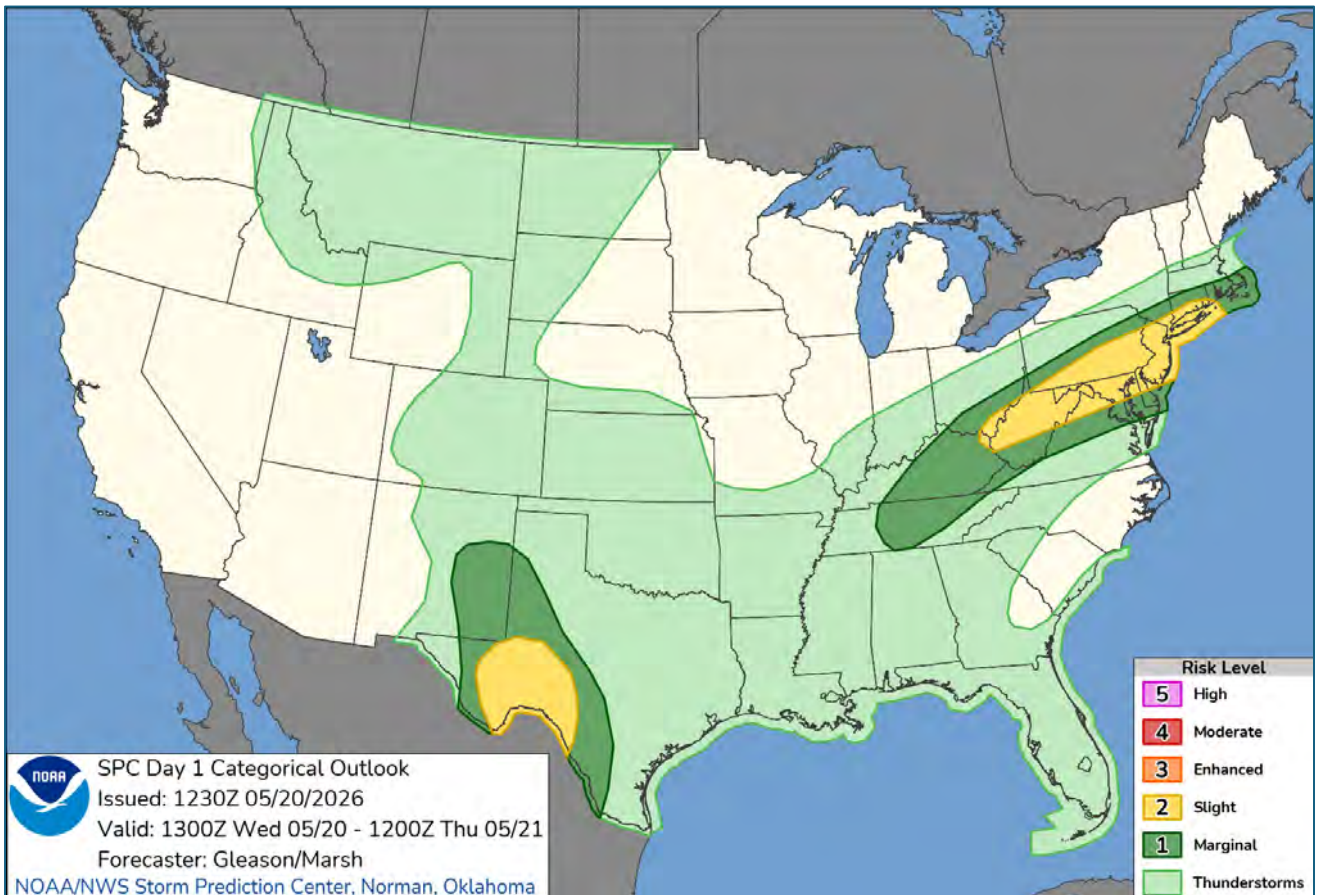 NOAA
SPC Day 1 Categorical Outlook
Issued: 1230Z 05/20/2026
Valid: 1300Z Wed 05/20 - 1200Z Thu 05/21
Forecaster: Gleason/Marsh
NOAA/NWS Storm Prediction Center, Norman, Oklahoma
Risk Level
5 High
4 Moderate
3 Enhanced
2 Slight
1 Marginal
Thunderstorms